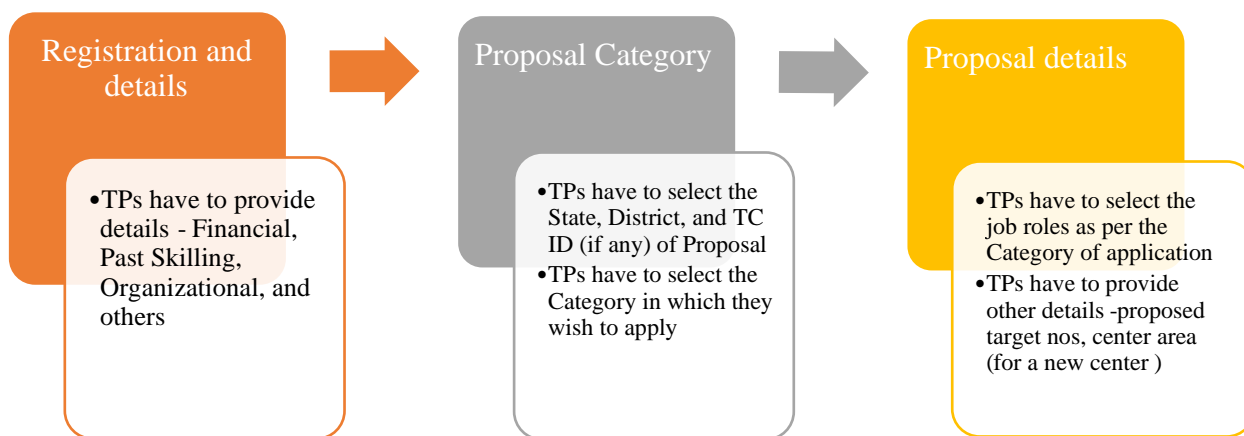 Registration and
details
•TPs have to provide
details - Financial,
Past Skilling,
Organizational, and
others
Proposal Category
•TPs have to select the
State, District, and TC
ID (if any) of Proposal
•TPs have to select the
Category in which they
wish to apply
Proposal details
•TPs have to select the
job roles as per the
Category of application
•TPs have to provide
other details -proposed
target nos, center area
(for a new center )